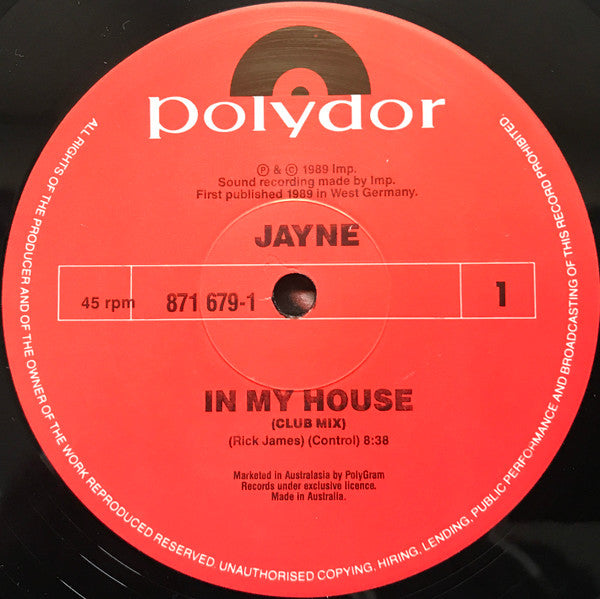 polydor
℗ & © 1989 Imp.
Sound recording made by Imp.
First published 1989 in West Germany.
JAYNE
45 rpm 871 679-1 1
IN MY HOUSE
(CLUB MIX)
(Rick James) (Control) 8:38
Marketed in Australasia by PolyGram
Records under exclusive licence.
Made in Australia.
ALL RIGHTS OF THE PRODUCER AND OF THE OWNER OF THE WORK REPRODUCED RESERVED. UNAUTHORISED COPYING, HIRING, LENDING, PUBLIC PERFORMANCE AND BROADCASTING OF THIS RECORD PROHIBITED.